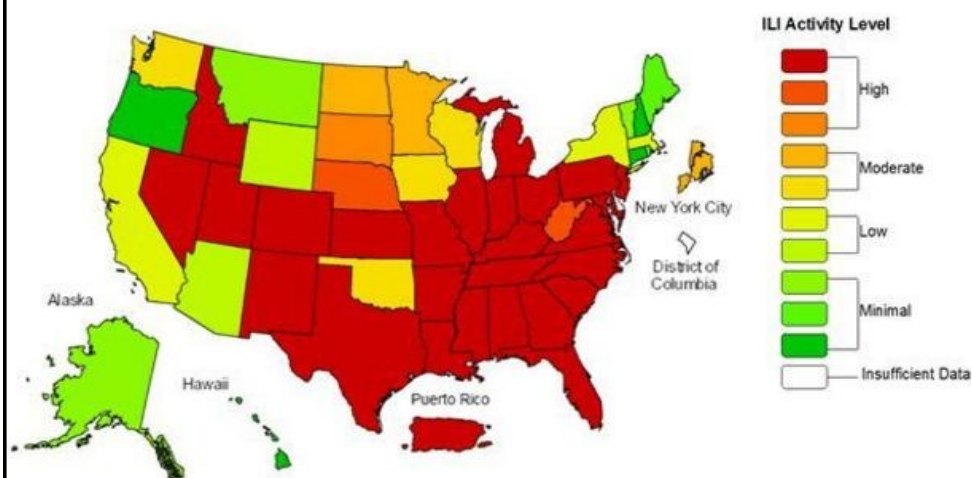 ILI Activity Level
High
Moderate
Low
Minimal
Insufficient Data
New York City
District of
Columbia
Alaska
Hawaii
Puerto Rico